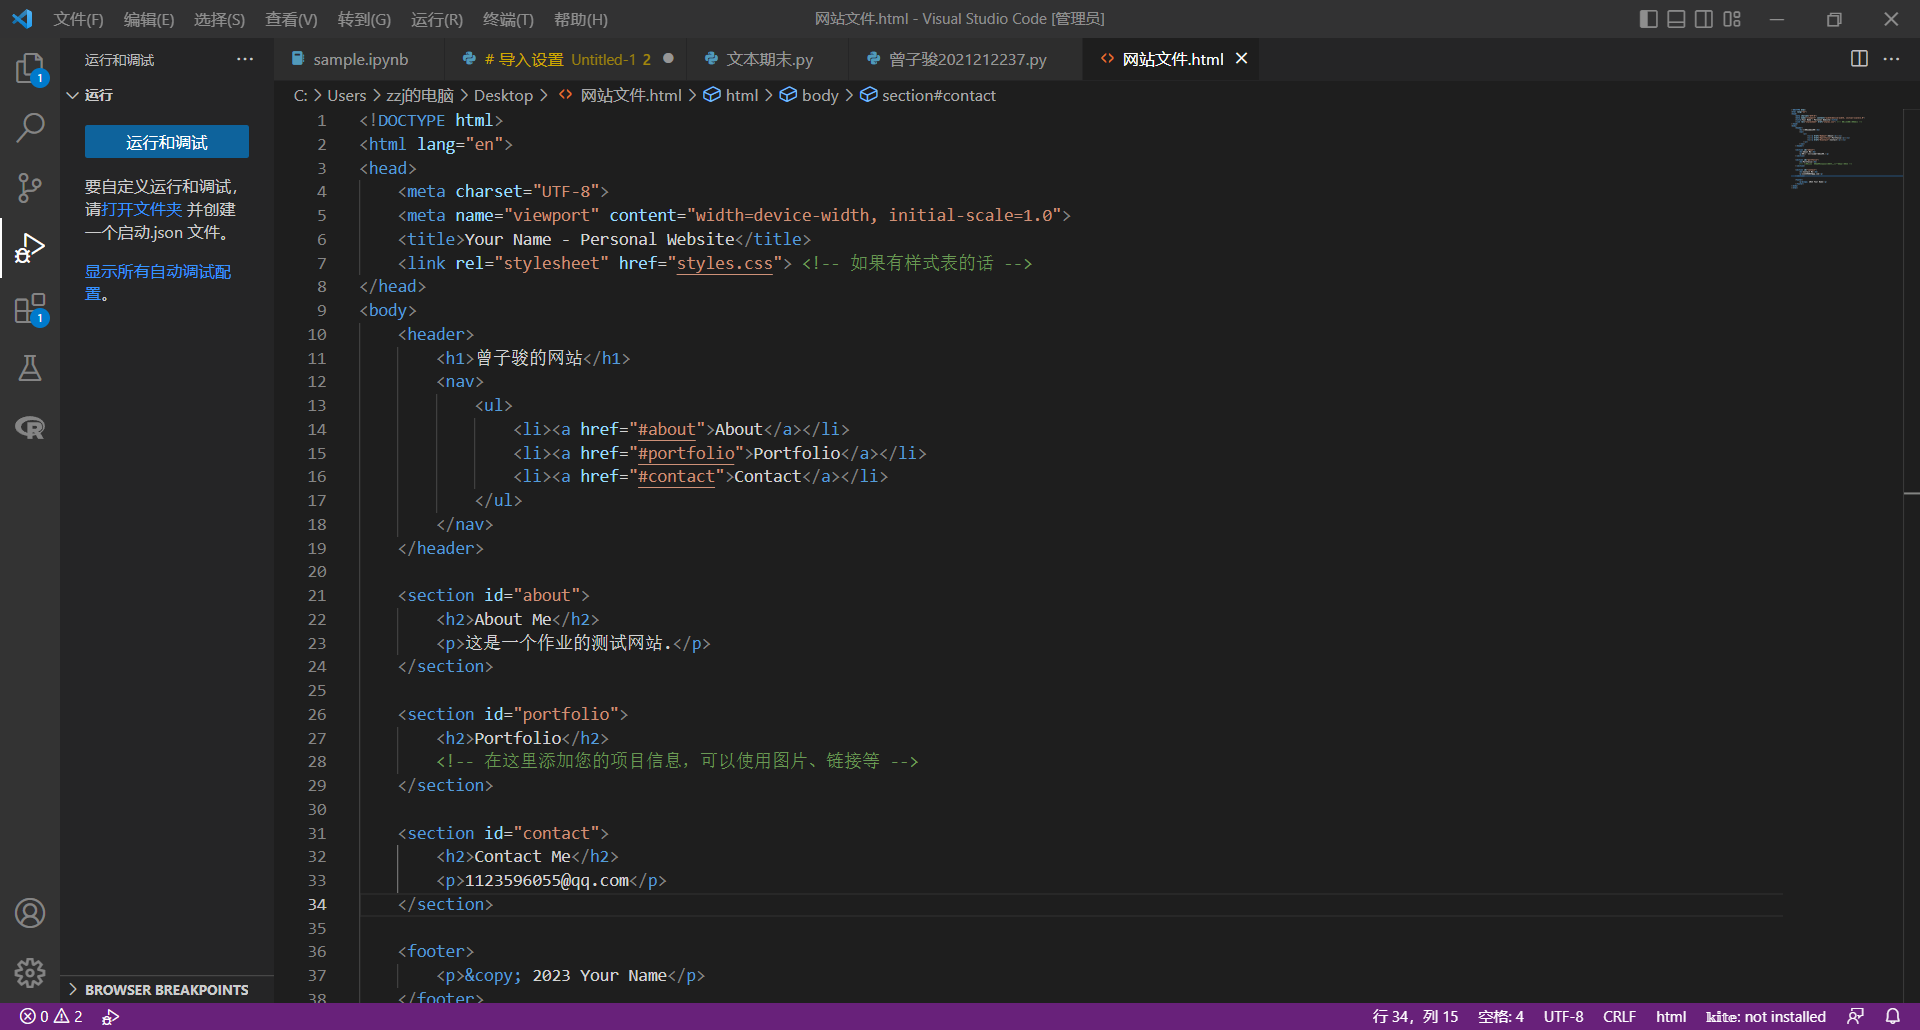 文件(F) 编辑(E) 选择(S) 查看(V) 转到(G) 运行(R) 终端(T) 帮助(H) 网站文件.html - Visual Studio Code [管理员]
运行和调试 ···
sample.ipynb # 导入设置 Untitled-1 2 文本期末.py 曾子骏2021212237.py 网站文件.html
C: > Users > zzj的电脑 > Desktop > 网站文件.html > html > body > section#contact
运行
运行和调试
要自定义运行和调试,
请打开文件夹 并创建
一个启动.json 文件。
显示所有自动调试配
置。
1
1
BROWSER BREAKPOINTS
1 <!DOCTYPE html>
2 <html lang="en">
3 <head>
4 <meta charset="UTF-8">
5 <meta name="viewport" content="width=device-width, initial-scale=1.0">
6 <title>Your Name - Personal Website</title>
7 <link rel="stylesheet" href="styles.css"> <!-- 如果有样式表的话 -->
8 </head>
9 <body>
10 <header>
11 <h1>曾子骏的网站</h1>
12 <nav>
13 <ul>
14 <li><a href="#about">About</a></li>
15 <li><a href="#portfolio">Portfolio</a></li>
16 <li><a href="#contact">Contact</a></li>
17 </ul>
18 </nav>
19 </header>
20
21 <section id="about">
22 <h2>About Me</h2>
23 <p>这是一个作业的测试网站.</p>
24 </section>
25
26 <section id="portfolio">
27 <h2>Portfolio</h2>
28 <!-- 在这里添加您的项目信息，可以使用图片、链接等 -->
29 </section>
30
31 <section id="contact">
32 <h2>Contact Me</h2>
33 <p>1123596055@qq.com</p>
34 </section>
35
36 <footer>
37 <p>&copy; 2023 Your Name</p>
38 </footer>
0 2 行 34，列 15 空格: 4 UTF-8 CRLF html kite: not installed